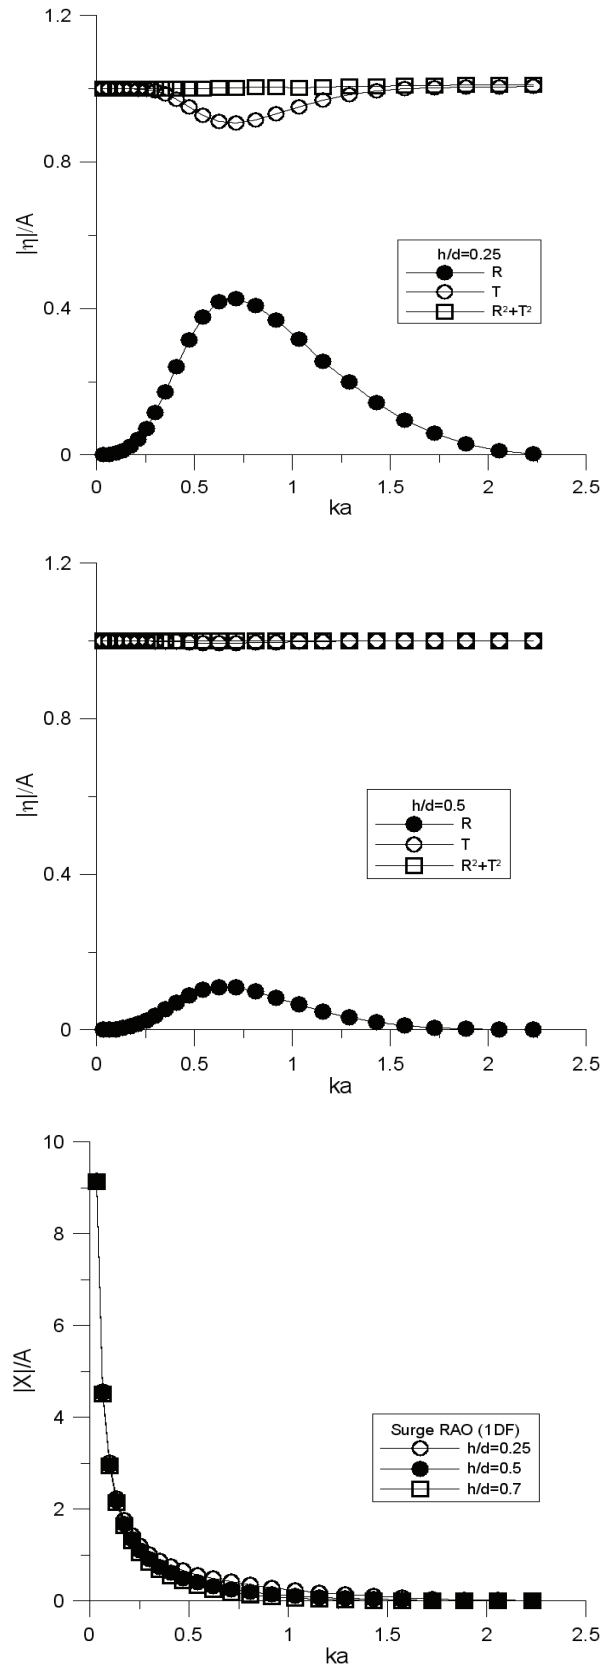 1.2
0.8
0.4
0
|η|/A
h/d=0.25
R
T
R²+T²
0 0.5 1 1.5 2 2.5
ka
1.2
0.8
0.4
0
|η|/A
h/d=0.5
R
T
R²+T²
0 0.5 1 1.5 2 2.5
ka
10
8
6
4
2
0
|X|/A
Surge RAO (1DF)
h/d=0.25
h/d=0.5
h/d=0.7
0 0.5 1 1.5 2 2.5
ka